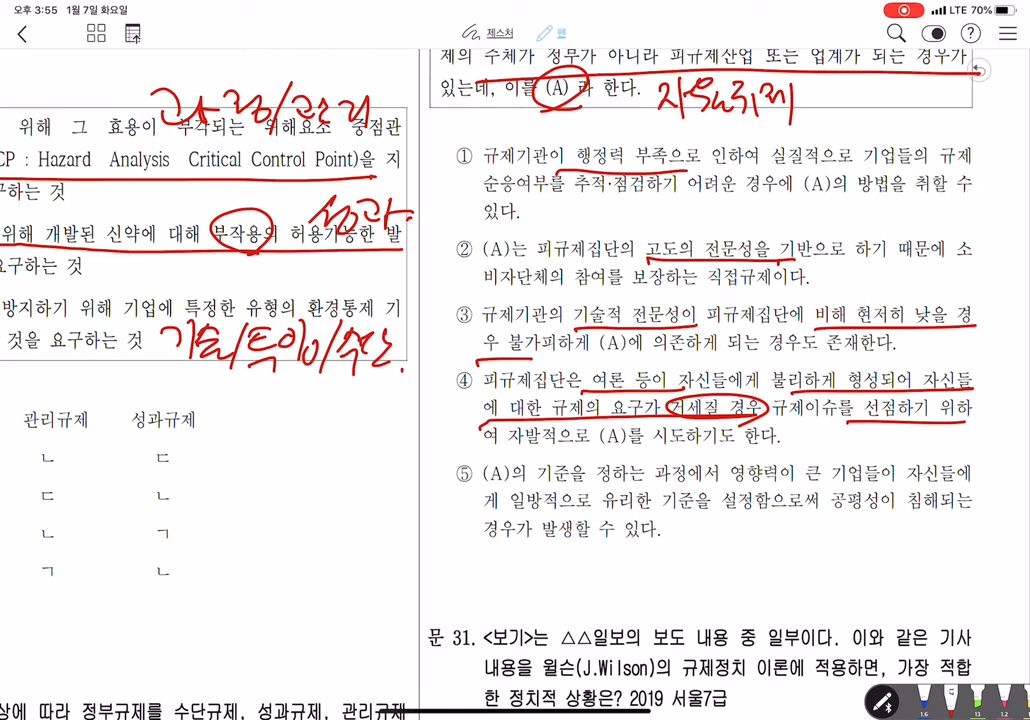 오후 3:55 1월 7일 화요일
LTE 70%
제스처
펜
위해 그 효용이 부각되는 위해요소 중점관
CP : Hazard Analysis Critical Control Point)을 지
구하는 것
과정/관리
위해 개발된 신약에 대해 부작용의 허용가능한 발
요구하는 것
성과
방지하기 위해 기업에 특정한 유형의 환경통제 기
것을 요구하는 것
기술/투입/수단.
관리규제 성과규제
ㄴ ㄷ
ㄷ ㄴ
ㄴ ㄱ
ㄱ ㄴ
상에 따라 정부규제를 수단규제, 성과규제, 관리규제
제의 주체가 정부가 아니라 피규제산업 또는 업계가 되는 경우가
있는데, 이를 (A) 라 한다.
자율규제
① 규제기관이 행정력 부족으로 인하여 실질적으로 기업들의 규제
순응여부를 추적·점검하기 어려운 경우에 (A)의 방법을 취할 수
있다.
② (A)는 피규제집단의 고도의 전문성을 기반으로 하기 때문에 소
비자단체의 참여를 보장하는 직접규제이다.
③ 규제기관의 기술적 전문성이 피규제집단에 비해 현저히 낮을 경
우 불가피하게 (A)에 의존하게 되는 경우도 존재한다.
④ 피규제집단은 여론 등이 자신들에게 불리하게 형성되어 자신들
에 대한 규제의 요구가 거세질 경우 규제이슈를 선점하기 위하
여 자발적으로 (A)를 시도하기도 한다.
⑤ (A)의 기준을 정하는 과정에서 영향력이 큰 기업들이 자신들에
게 일방적으로 유리한 기준을 설정함으로써 공평성이 침해되는
경우가 발생할 수 있다.
문 31. <보기>는 △△일보의 보도 내용 중 일부이다. 이와 같은 기사
내용을 윌슨(J.Wilson)의 규제정치 이론에 적용하면, 가장 적합
한 정치적 상황은? 2019 서울7급
1.6 13 1.2